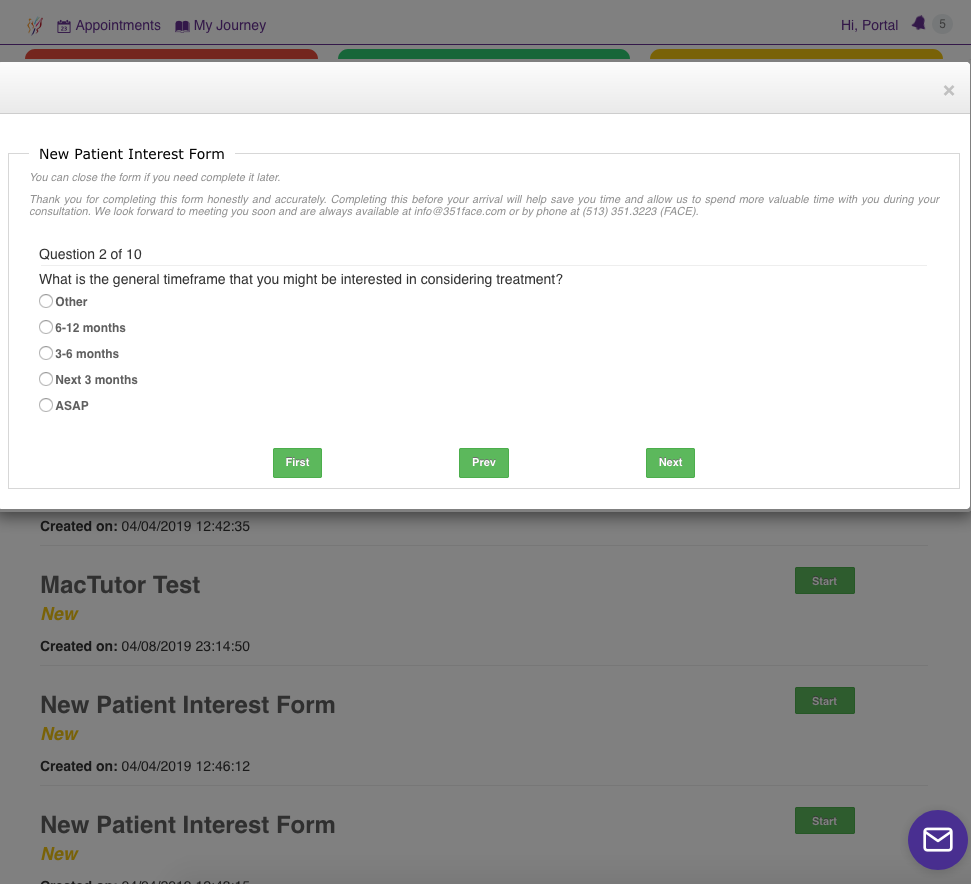 Appointments My Journey Hi, Portal 5
×
New Patient Interest Form
You can close the form if you need complete it later.
Thank you for completing this form honestly and accurately. Completing this before your arrival will help save you time and allow us to spend more valuable time with you during your
consultation. We look forward to meeting you soon and are always available at info@351face.com or by phone at (513) 351.3223 (FACE).
Question 2 of 10
What is the general timeframe that you might be interested in considering treatment?
Other
6-12 months
3-6 months
Next 3 months
ASAP
First Prev Next
Created on: 04/04/2019 12:42:35
MacTutor Test Start
New
Created on: 04/08/2019 23:14:50
New Patient Interest Form Start
New
Created on: 04/04/2019 12:46:12
New Patient Interest Form Start
New
Created on: